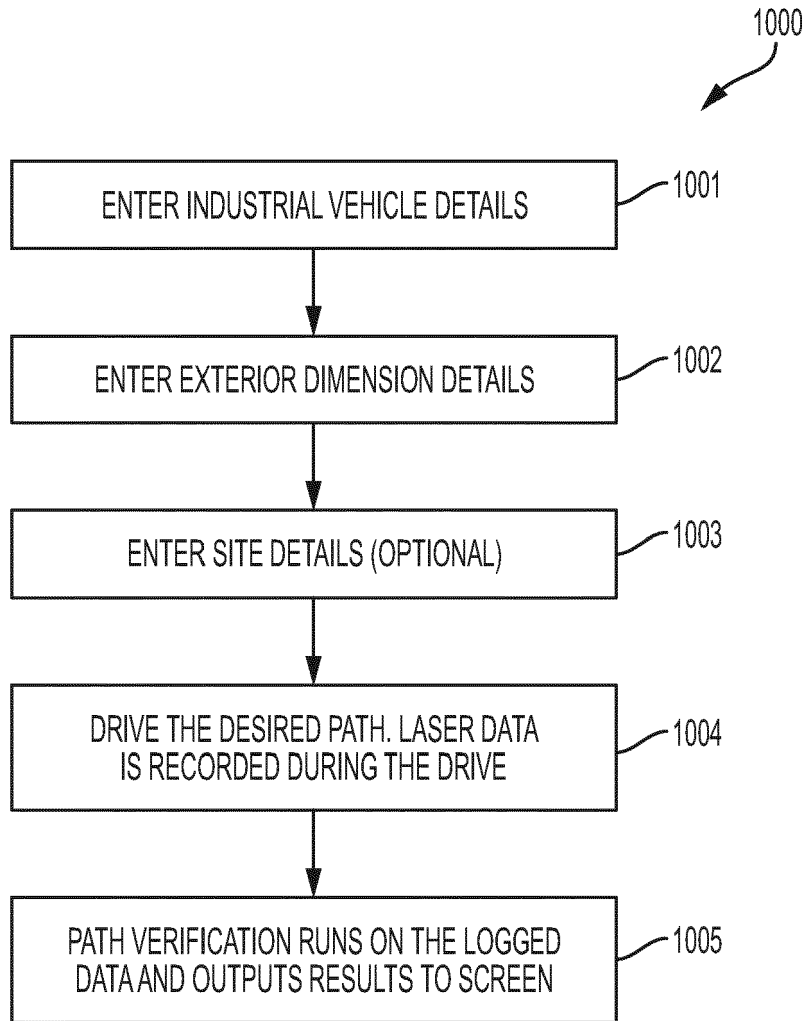 1000
ENTER INDUSTRIAL VEHICLE DETAILS
1001
ENTER EXTERIOR DIMENSION DETAILS
1002
ENTER SITE DETAILS (OPTIONAL)
1003
DRIVE THE DESIRED PATH. LASER DATA
IS RECORDED DURING THE DRIVE
1004
PATH VERIFICATION RUNS ON THE LOGGED
DATA AND OUTPUTS RESULTS TO SCREEN
1005